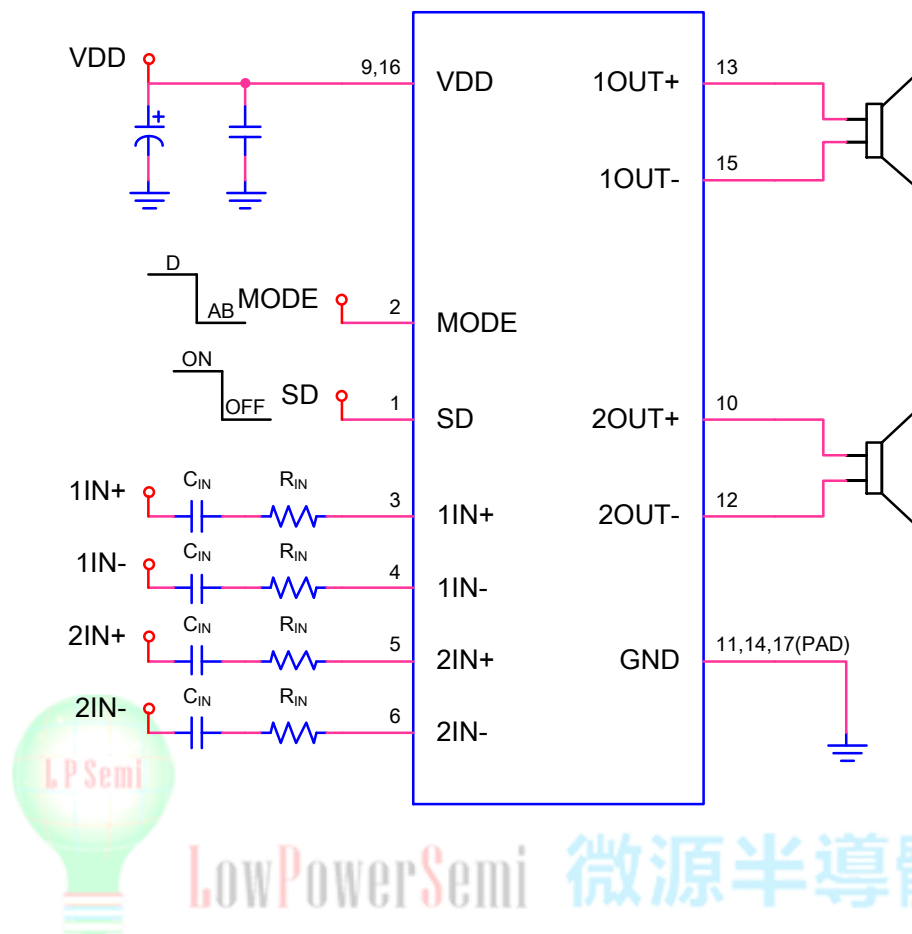 VDD
9,16
VDD
1OUT+
13
1OUT-
15
D
AB
MODE
2
MODE
ON
OFF
SD
1
SD
2OUT+
10
2OUT-
12
1IN+
CIN
RIN
3
1IN+
1IN-
CIN
RIN
4
1IN-
2IN+
CIN
RIN
5
2IN+
GND
11,14,17(PAD)
2IN-
CIN
RIN
6
2IN-
LP Semi
LowPowerSemi 微源半導